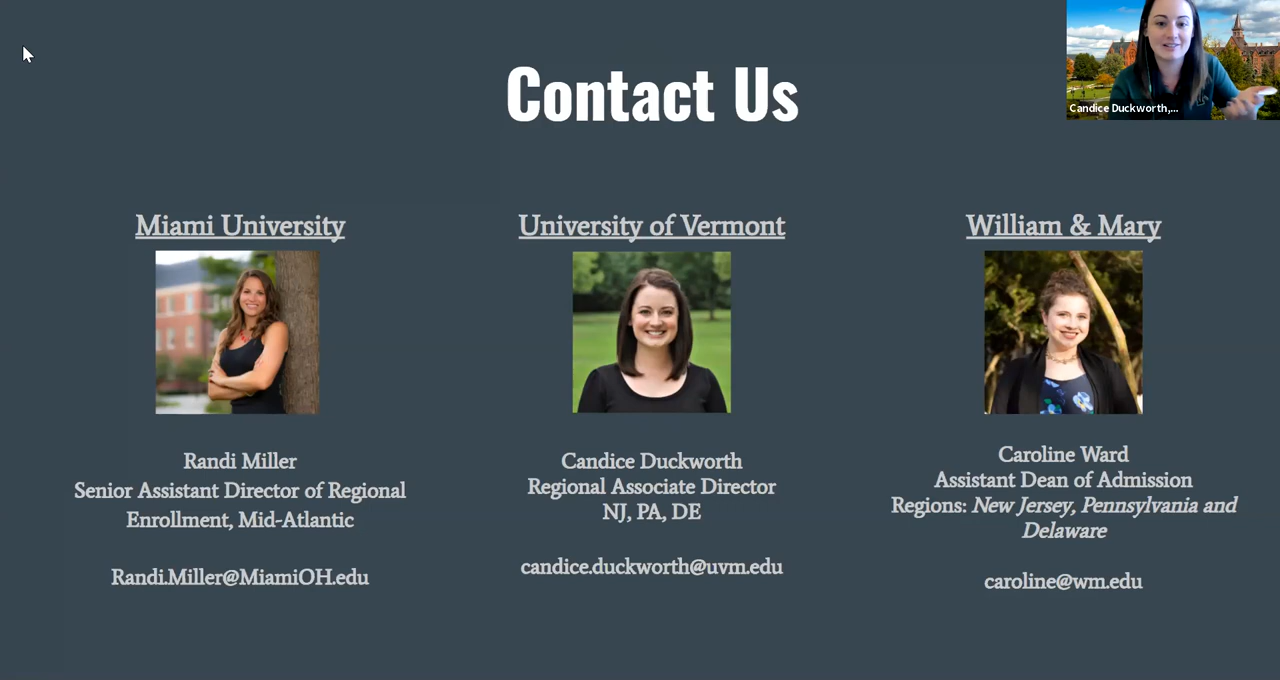 Contact Us
Candice Duckworth,...
Miami University
Randi Miller
Senior Assistant Director of Regional
Enrollment, Mid-Atlantic
Randi.Miller@MiamiOH.edu
University of Vermont
Candice Duckworth
Regional Associate Director
NJ, PA, DE
candice.duckworth@uvm.edu
William & Mary
Caroline Ward
Assistant Dean of Admission
Regions: New Jersey, Pennsylvania and
Delaware
caroline@wm.edu